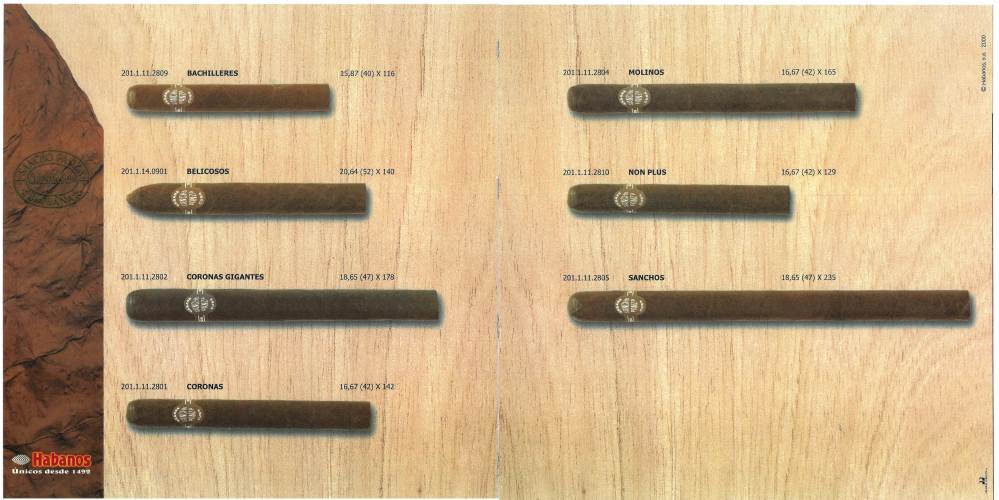 201.1.11.2809 BACHILLERES 15,87 (40) X 116
201.1.14.0901 BELICOSOS 20,64 (52) X 140
201.1.11.2802 CORONAS GIGANTES 18,65 (47) X 178
201.1.11.2801 CORONAS 16,67 (42) X 142
Habanos
Únicos desde 1492
201.1.11.2804 MOLINOS 16,67 (42) X 165
201.1.11.2810 NON PLUS 16,67 (42) X 129
201.1.11.2805 SANCHOS 18,65 (47) X 235
© Habanos, s.a. 2000